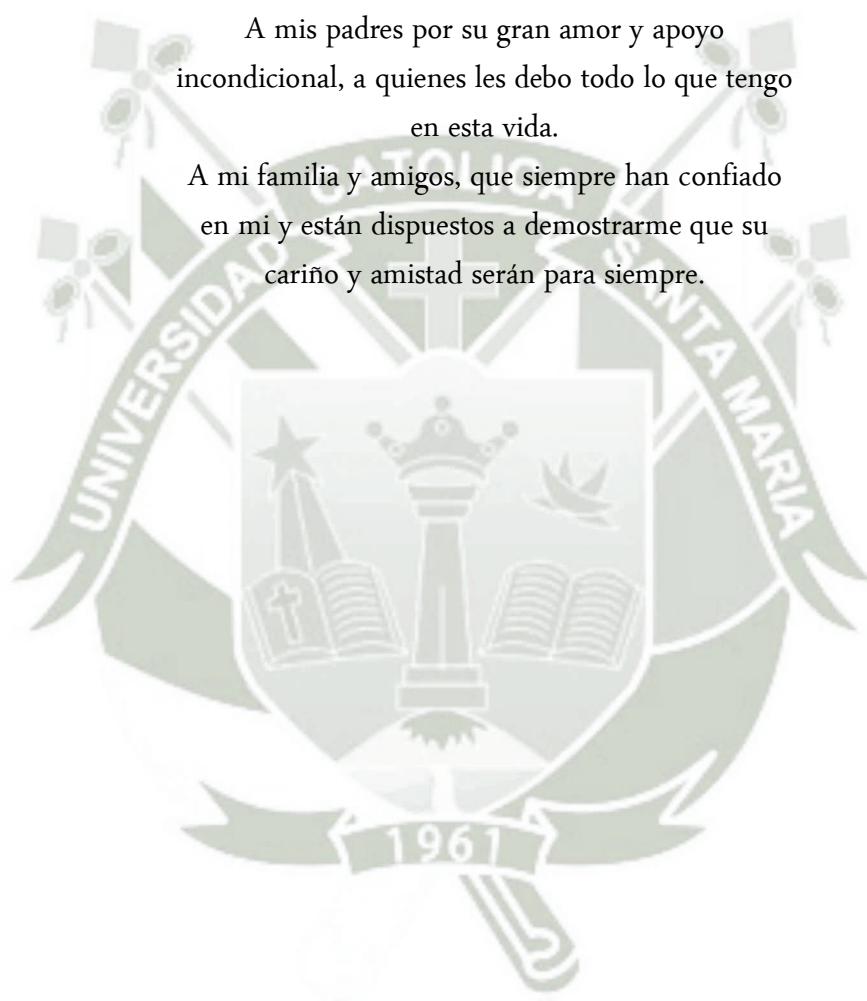 A mis padres por su gran amor y apoyo
incondicional, a quienes les debo todo lo que tengo
en esta vida.
A mi familia y amigos, que siempre han confiado
en mi y están dispuestos a demostrarme que su
cariño y amistad serán para siempre.
UNIVERSIDAD CATOLICA SANTA MARIA
1961